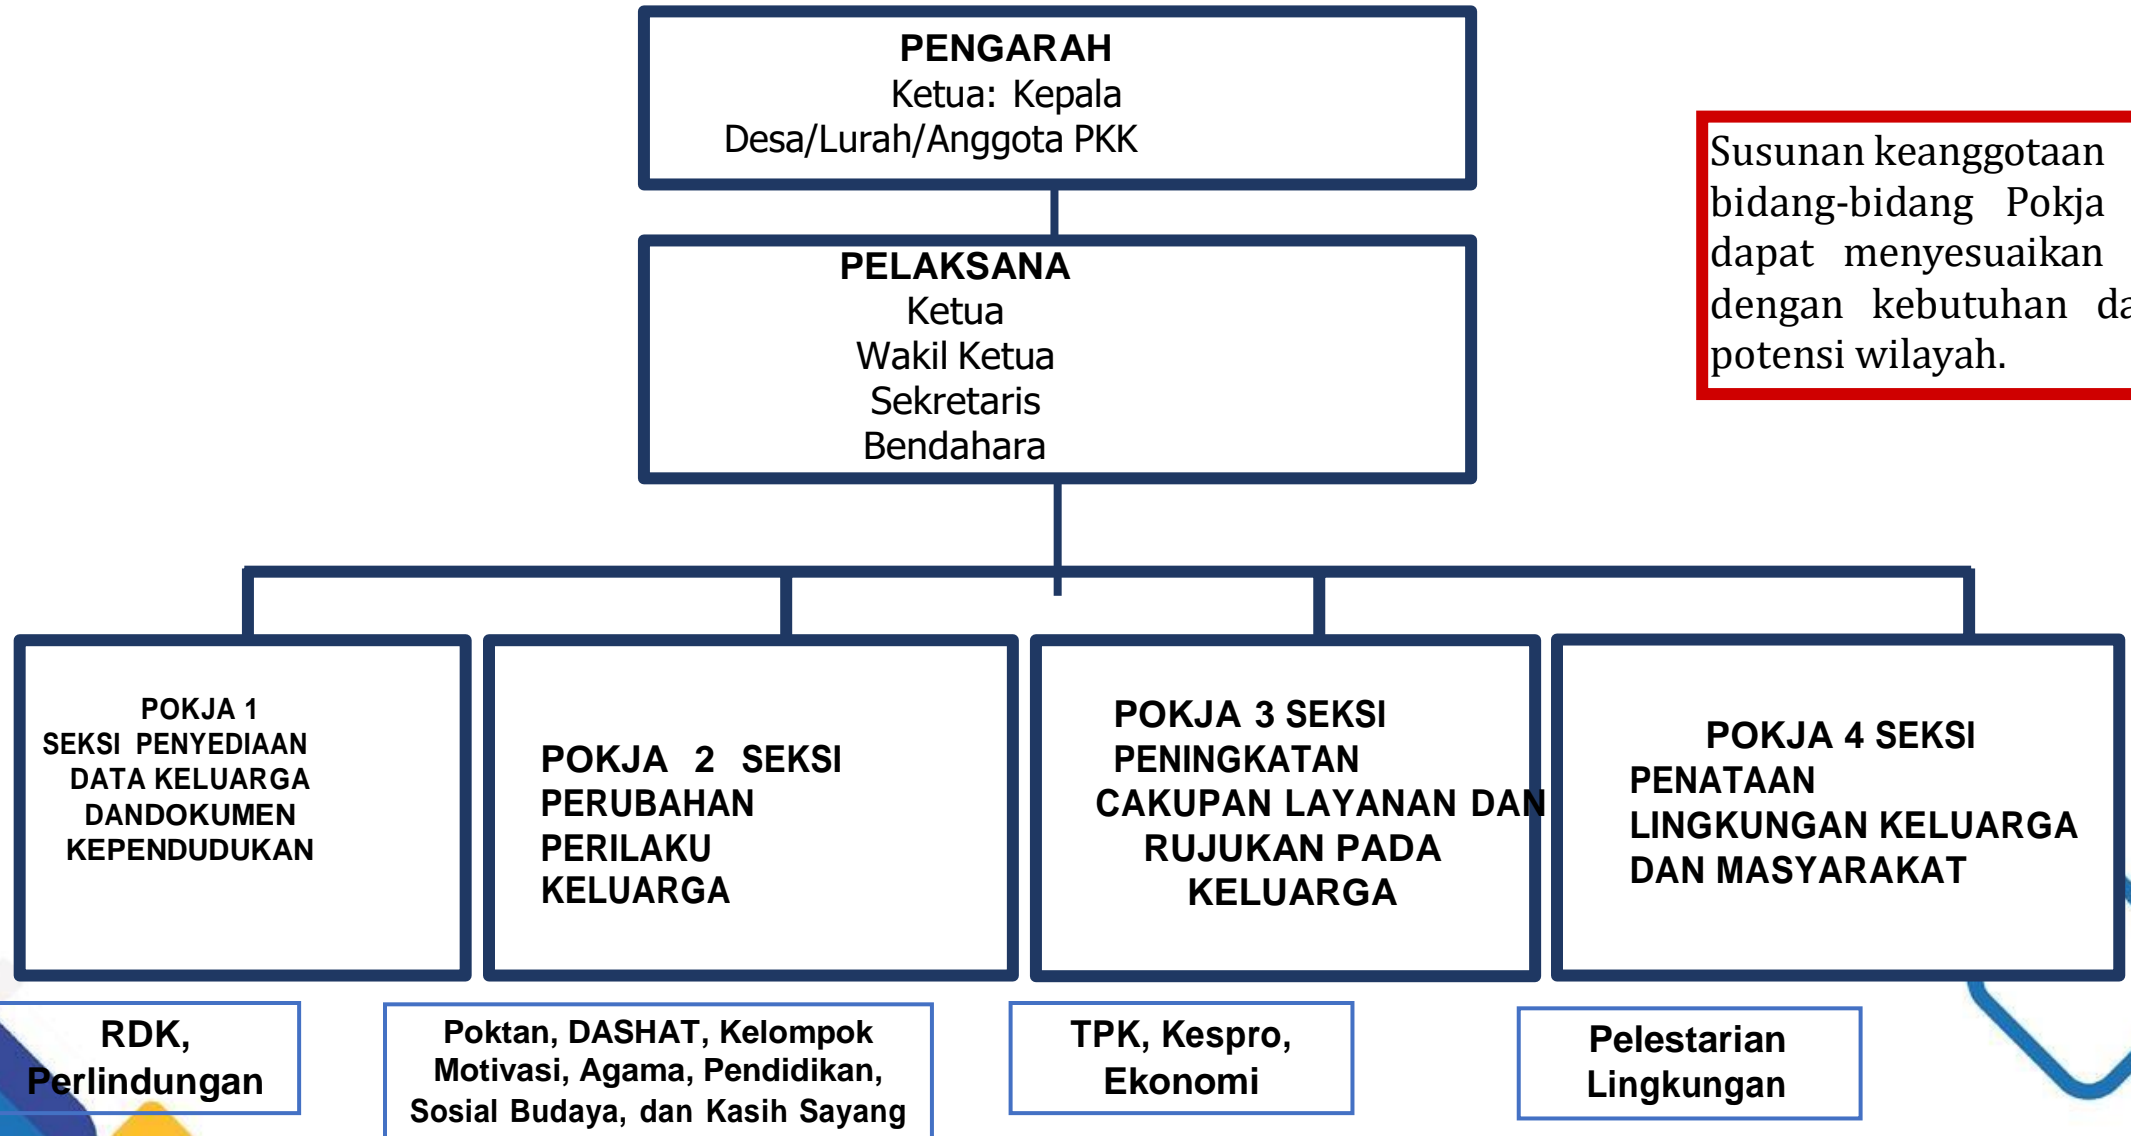 PENGARAH
Ketua: Kepala
Desa/Lurah/Anggota PKK
Susunan keanggotaan
bidang-bidang Pokja
dapat menyesuaikan
dengan kebutuhan
potensi wilayah.
PELAKSANA
Ketua
Wakil Ketua
Sekretaris
Bendahara
POKJA 1
SEKSI PENYEDIAAN
DATA KELUARGA
DANDOKUMEN
KEPENDUDUKAN
POKJA 2 SEKSI
PERUBAHAN
PERILAKU
KELUARGA
POKJA 3 SEKSI
PENINGKATAN
CAKUPAN LAYANAN DAN
RUJUKAN PADA
KELUARGA
POKJA 4 SEKSI
PENATAAN
LINGKUNGAN KELUARGA
DAN MASYARAKAT
RDK,
Perlindungan
Poktan, DASHAT, Kelompok
Motivasi, Agama, Pendidikan,
Sosial Budaya, dan Kasih Sayang
TPK, Kespro,
Ekonomi
Pelestarian
Lingkungan